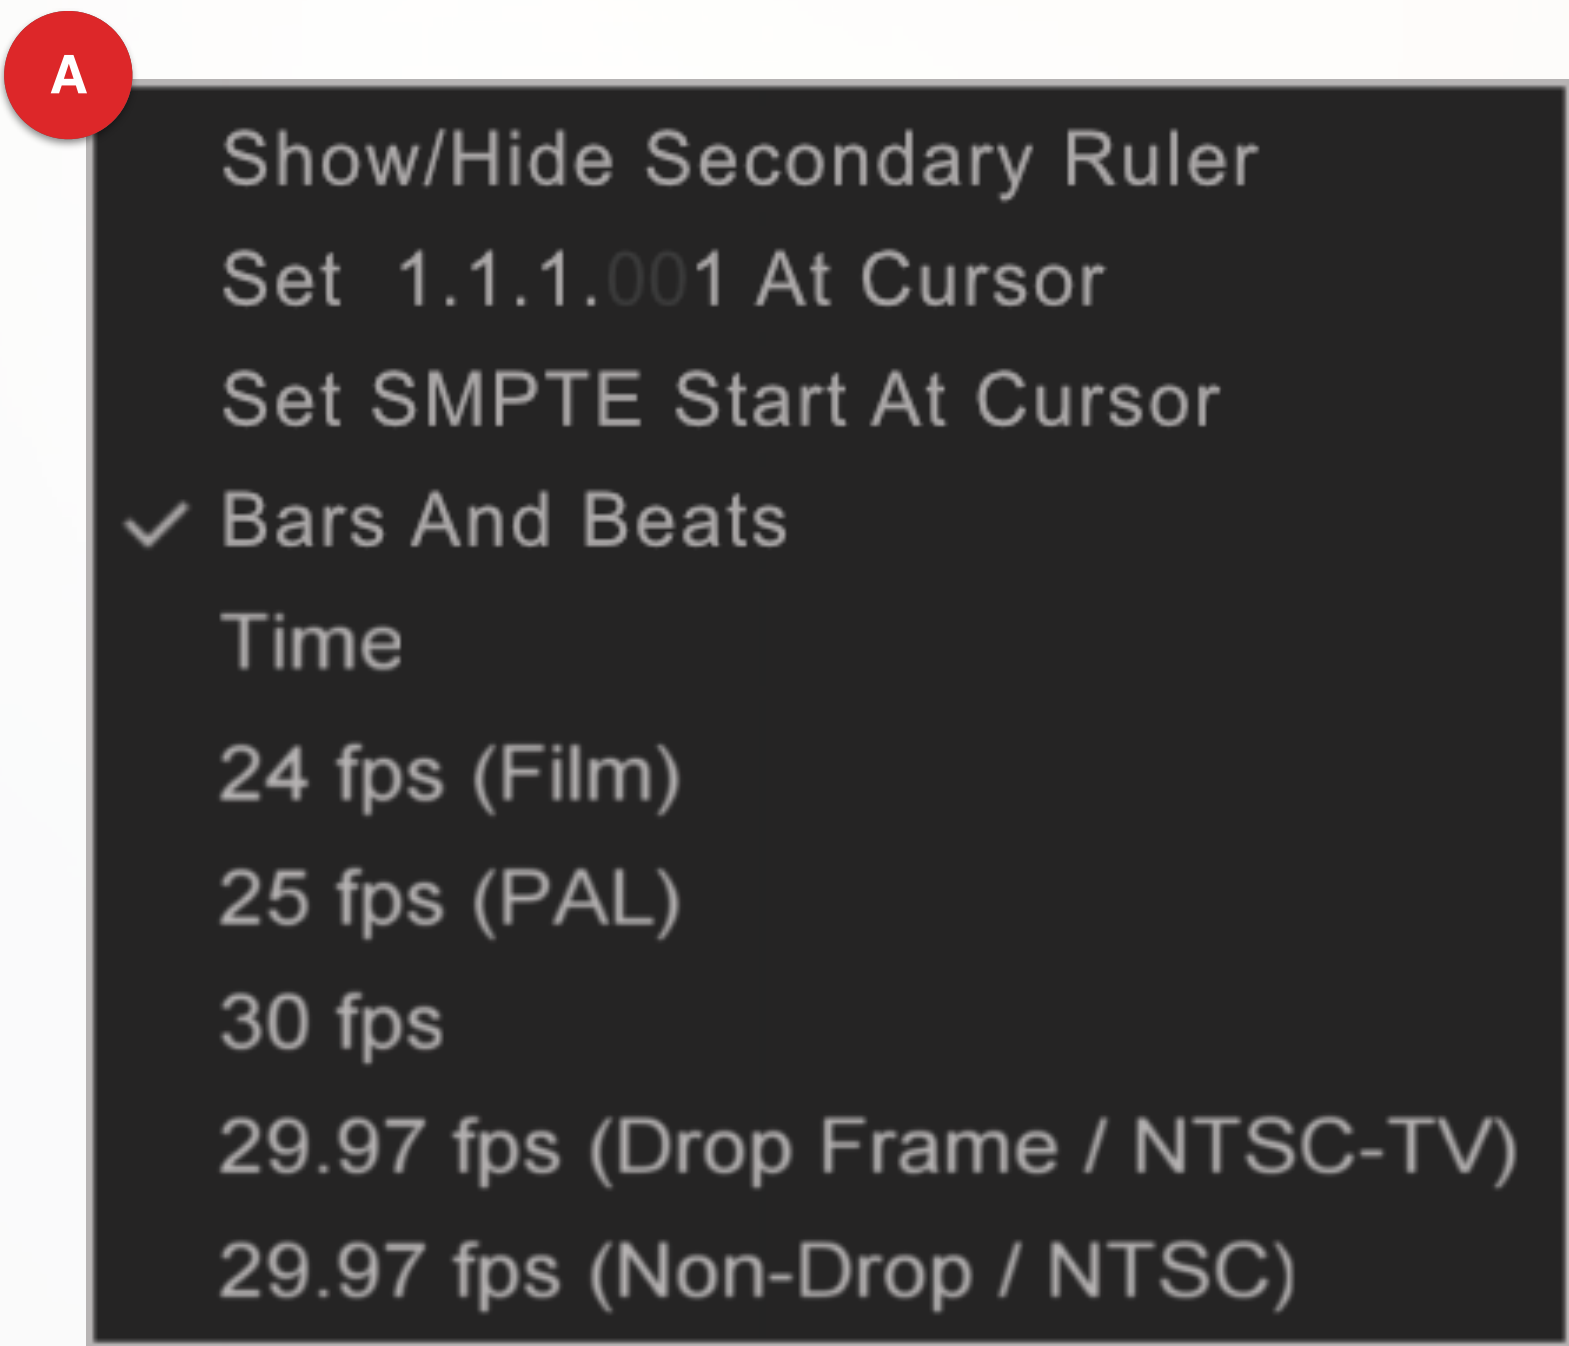 A
Show/Hide Secondary Ruler
Set 1.1.1.001 At Cursor
Set SMPTE Start At Cursor
Bars And Beats
Time
24 fps (Film)
25 fps (PAL)
30 fps
29.97 fps (Drop Frame / NTSC-TV)
29.97 fps (Non-Drop / NTSC)